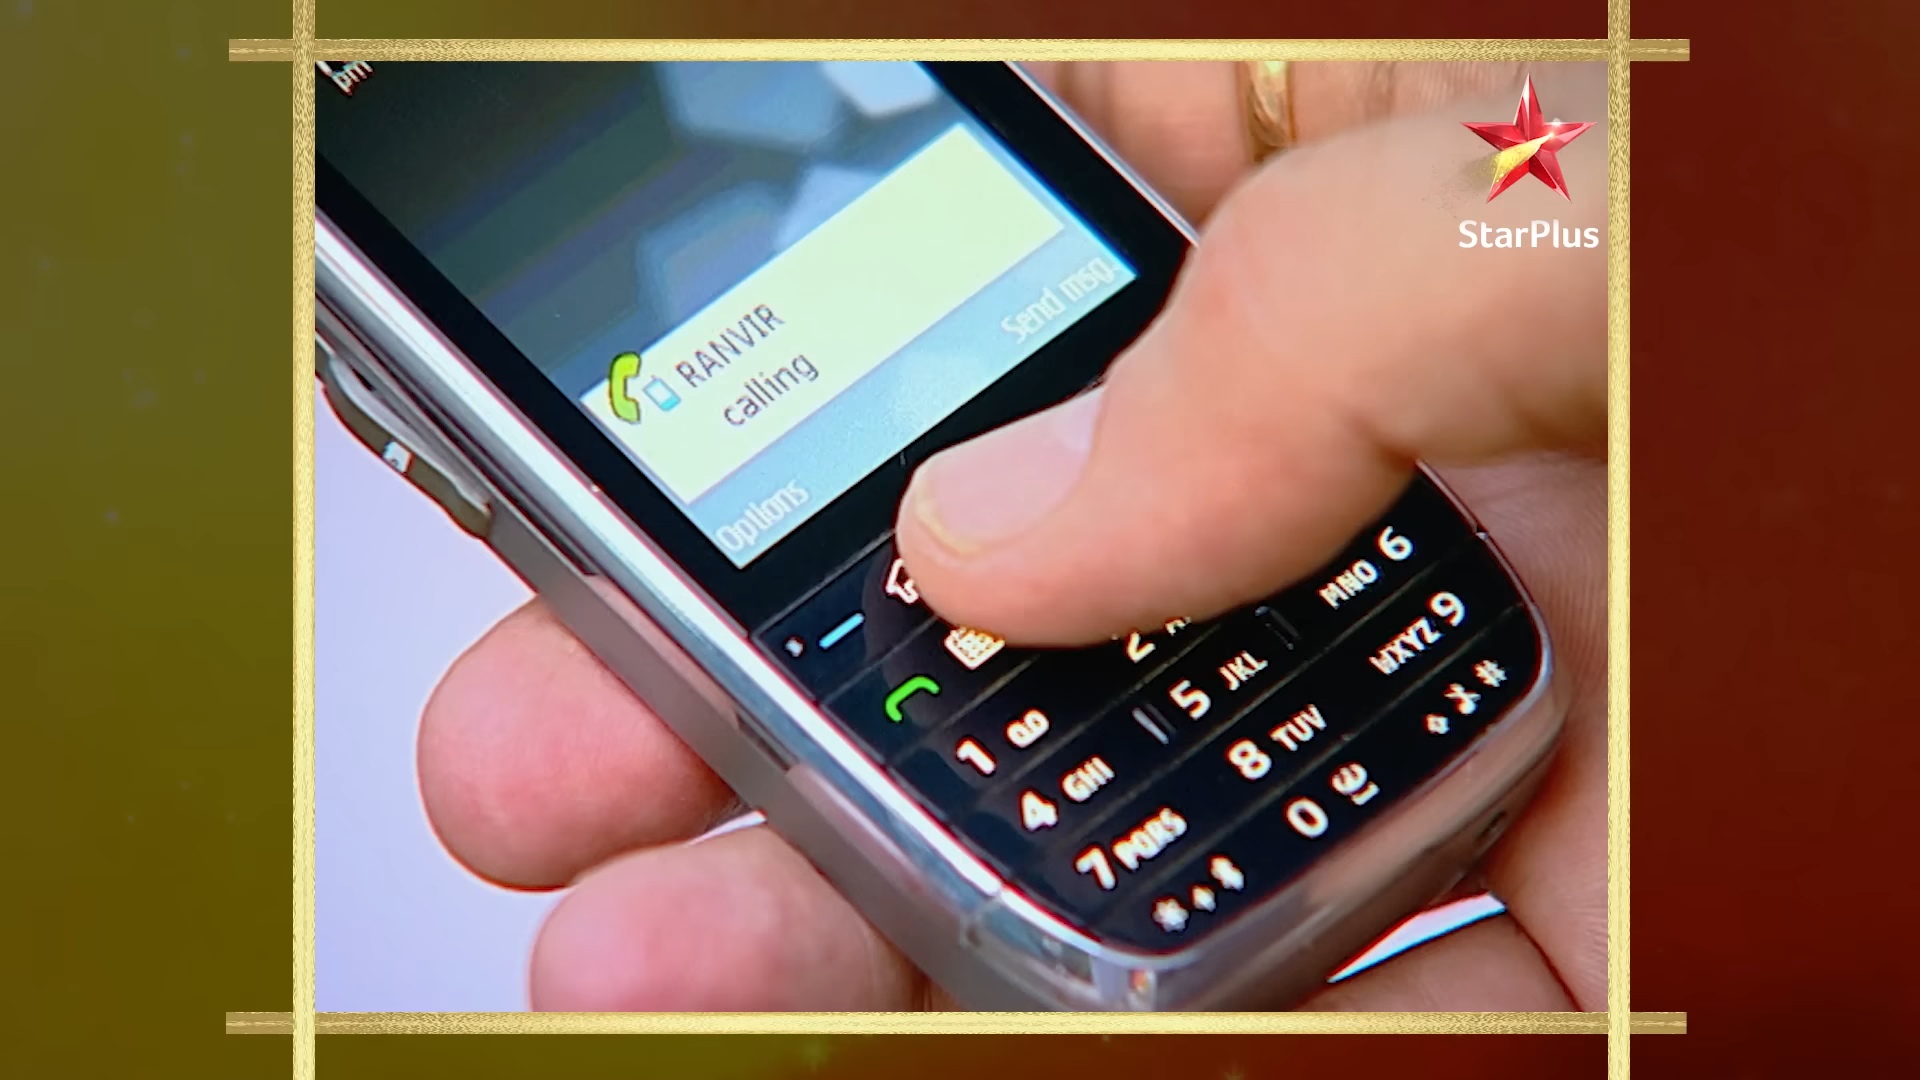 pm
StarPlus
RANVIR
calling
Send msg.
Options
2
MNO 6
1
5 JKL
WXYZ 9
4 GHI
8 TUV
#
7 PQRS
0
*